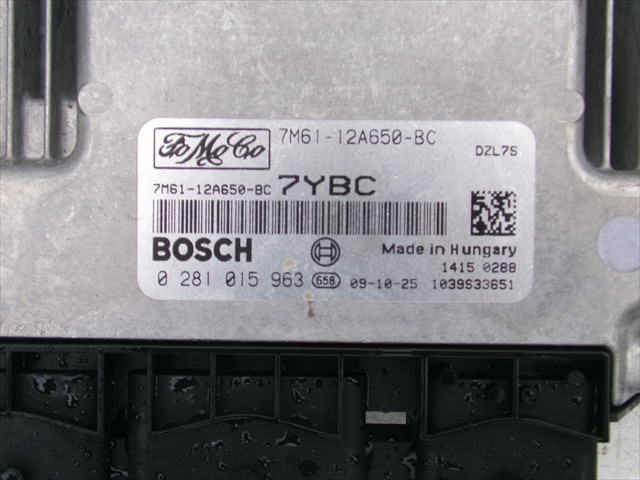 FoMoCo 7M61-12A650-BC
DZL7S
7M61-12A650-BC 7YBC
BOSCH Made in Hungary
1415 0288
0 281 015 963 658 09-10-25 1039S33651